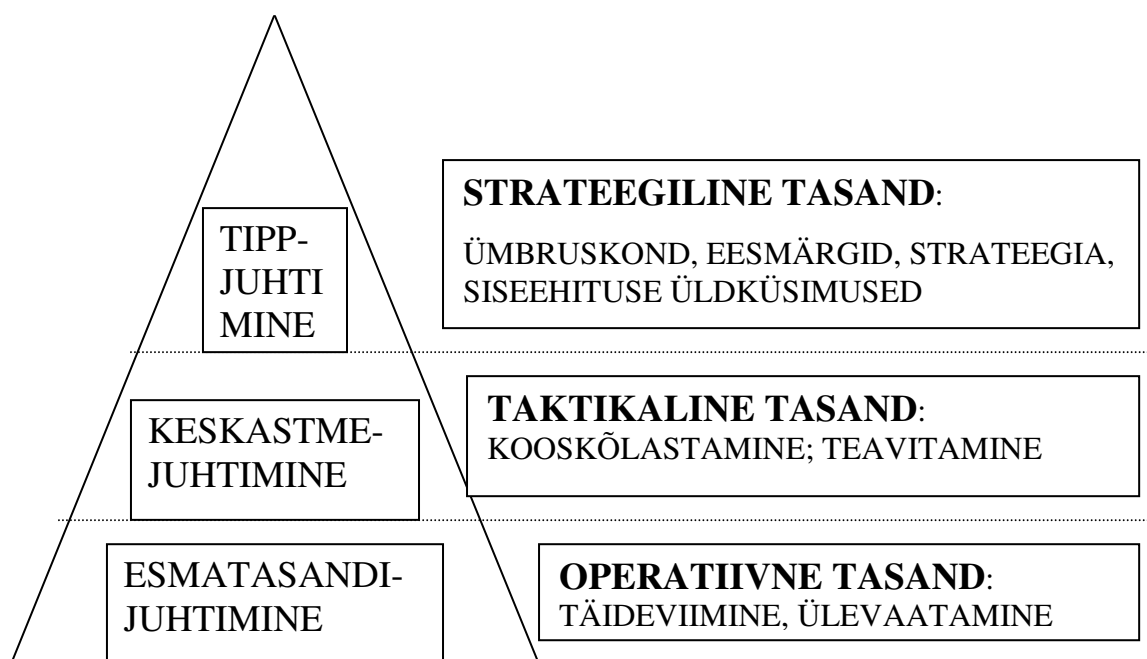 TIPP-
JUHTI
MINE
STRATEEGILINE TASAND:
ÜMBRUSKOND, EESMÄRGID, STRATEEGIA,
SISEEHITUSE ÜLDKÜSIMUSED
KESKASTME-
JUHTIMINE
TAKTIKALINE TASAND:
KOOSKÕLASTAMINE; TEAVITAMINE
ESMATASANDI-
JUHTIMINE
OPERATIIVNE TASAND:
TÄIDEVIIMINE, ÜLEVAATAMINE